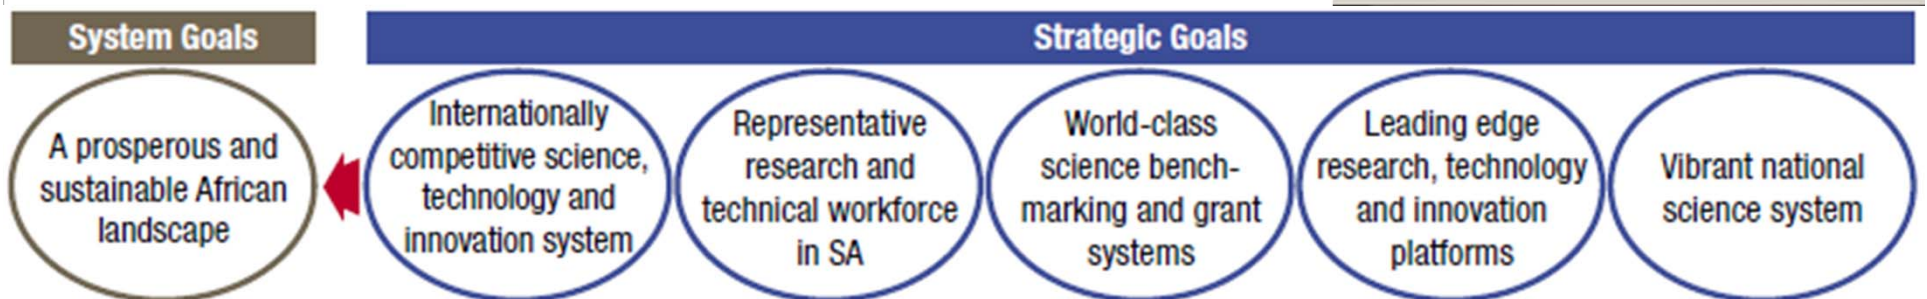 System Goals
Strategic Goals
A prosperous and
sustainable African
landscape
Internationally
competitive science,
technology and
innovation system
Representative
research and
technical workforce
in SA
World-class
science bench-
marking and grant
systems
Leading edge
research, technology
and innovation
platforms
Vibrant national
science system